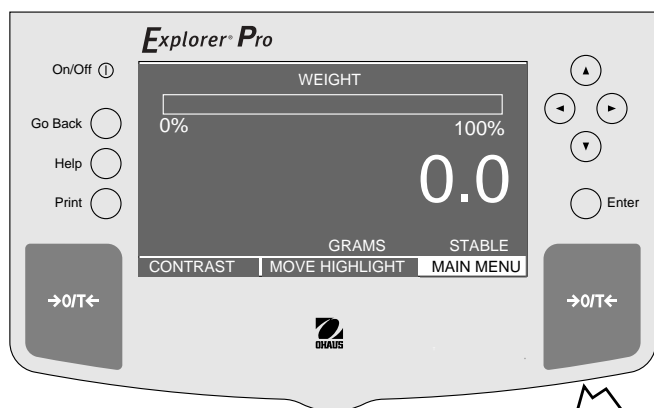 Explorer® Pro
On/Off
Go Back
Help
Print
WEIGHT
0% 100%
0.0
GRAMS STABLE
CONTRAST MOVE HIGHLIGHT MAIN MENU
Enter
→0/T←
→0/T←
OHAUS